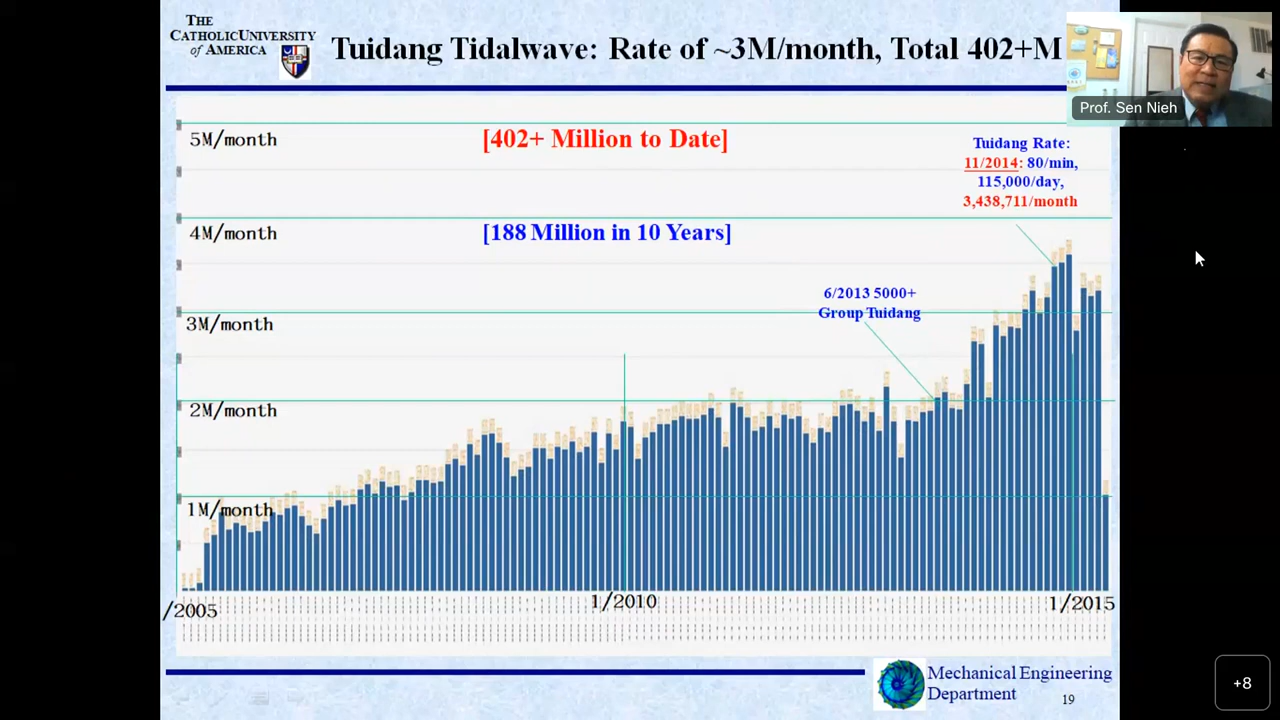 THE
CATHOLIC UNIVERSITY
of AMERICA
Tuidang Tidalwave: Rate of ~3M/month, Total 402+M
Prof. Sen Nieh
5M/month
[402+ Million to Date]
Tuidang Rate:
11/2014: 80/min,
115,000/day,
3,438,711/month
4M/month
[188 Million in 10 Years]
6/2013 5000+
Group Tuidang
3M/month
2M/month
1M/month
/2005
1/2010
1/2015
Mechanical Engineering
Department
19
+8